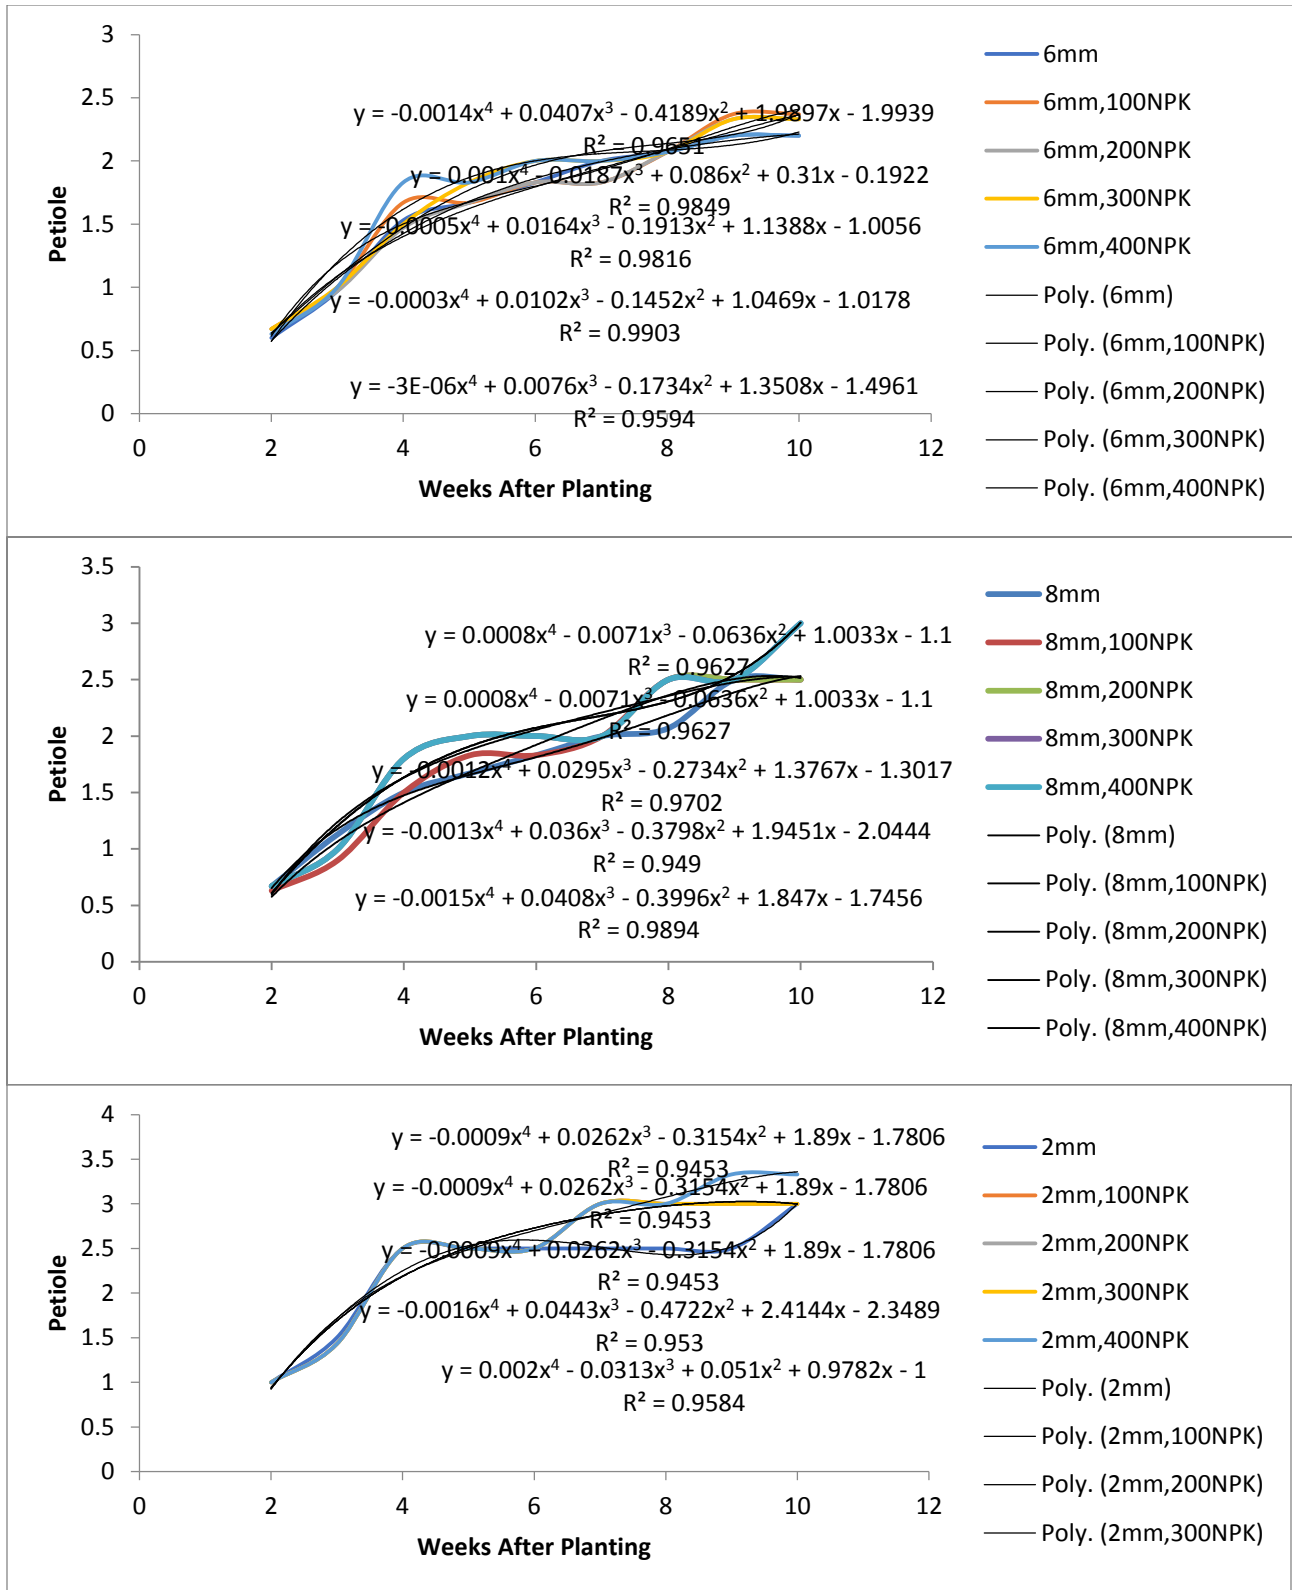 3
2.5
2
1.5
1
0.5
0
Petiole
y = -0.0014x⁴ + 0.0407x³ - 0.4189x² + 1.9897x - 1.9939
R² = 0.9651
y = 0.001x⁴ - 0.0187x³ + 0.086x² + 0.31x - 0.1922
R² = 0.9849
y = -0.0005x⁴ + 0.0164x³ - 0.1913x² + 1.1388x - 1.0056
R² = 0.9816
y = -0.0003x⁴ + 0.0102x³ - 0.1452x² + 1.0469x - 1.0178
R² = 0.9903
y = -3E-06x⁴ + 0.0076x³ - 0.1734x² + 1.3508x - 1.4961
R² = 0.9594
0 2 4 6 8 10 12
Weeks After Planting
6mm
6mm,100NPK
6mm,200NPK
6mm,300NPK
6mm,400NPK
Poly. (6mm)
Poly. (6mm,100NPK)
Poly. (6mm,200NPK)
Poly. (6mm,300NPK)
Poly. (6mm,400NPK)
3.5
3
2.5
2
1.5
1
0.5
0
Petiole
y = 0.0008x⁴ - 0.0071x³ - 0.0636x² + 1.0033x - 1.1
R² = 0.9627
y = 0.0008x⁴ - 0.0071x³ - 0.0636x² + 1.0033x - 1.1
R² = 0.9627
y = -0.0012x⁴ + 0.0295x³ - 0.2734x² + 1.3767x - 1.3017
R² = 0.9702
y = -0.0013x⁴ + 0.036x³ - 0.3798x² + 1.9451x - 2.0444
R² = 0.949
y = -0.0015x⁴ + 0.0408x³ - 0.3996x² + 1.847x - 1.7456
R² = 0.9894
0 2 4 6 8 10 12
Weeks After Planting
8mm
8mm,100NPK
8mm,200NPK
8mm,300NPK
8mm,400NPK
Poly. (8mm)
Poly. (8mm,100NPK)
Poly. (8mm,200NPK)
Poly. (8mm,300NPK)
Poly. (8mm,400NPK)
4
3.5
3
2.5
2
1.5
1
0.5
0
Petiole
y = -0.0009x⁴ + 0.0262x³ - 0.3154x² + 1.89x - 1.7806
R² = 0.9453
y = -0.0009x⁴ + 0.0262x³ - 0.3154x² + 1.89x - 1.7806
R² = 0.9453
y = -0.0009x⁴ + 0.0262x³ - 0.3154x² + 1.89x - 1.7806
R² = 0.9453
y = -0.0016x⁴ + 0.0443x³ - 0.4722x² + 2.4144x - 2.3489
R² = 0.953
y = 0.002x⁴ - 0.0313x³ + 0.051x² + 0.9782x - 1
R² = 0.9584
0 2 4 6 8 10 12
Weeks After Planting
2mm
2mm,100NPK
2mm,200NPK
2mm,300NPK
2mm,400NPK
Poly. (2mm)
Poly. (2mm,100NPK)
Poly. (2mm,200NPK)
Poly. (2mm,300NPK)